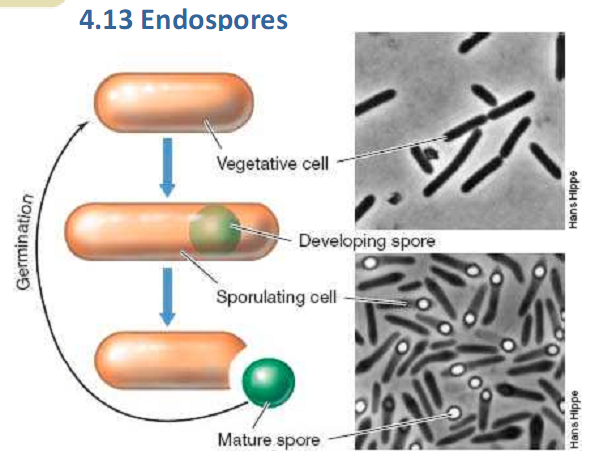 4.13 Endospores
Vegetative cell
Hans Hippe
Germination
Developing spore
Sporulating cell
Mature spore
Hans Hippe